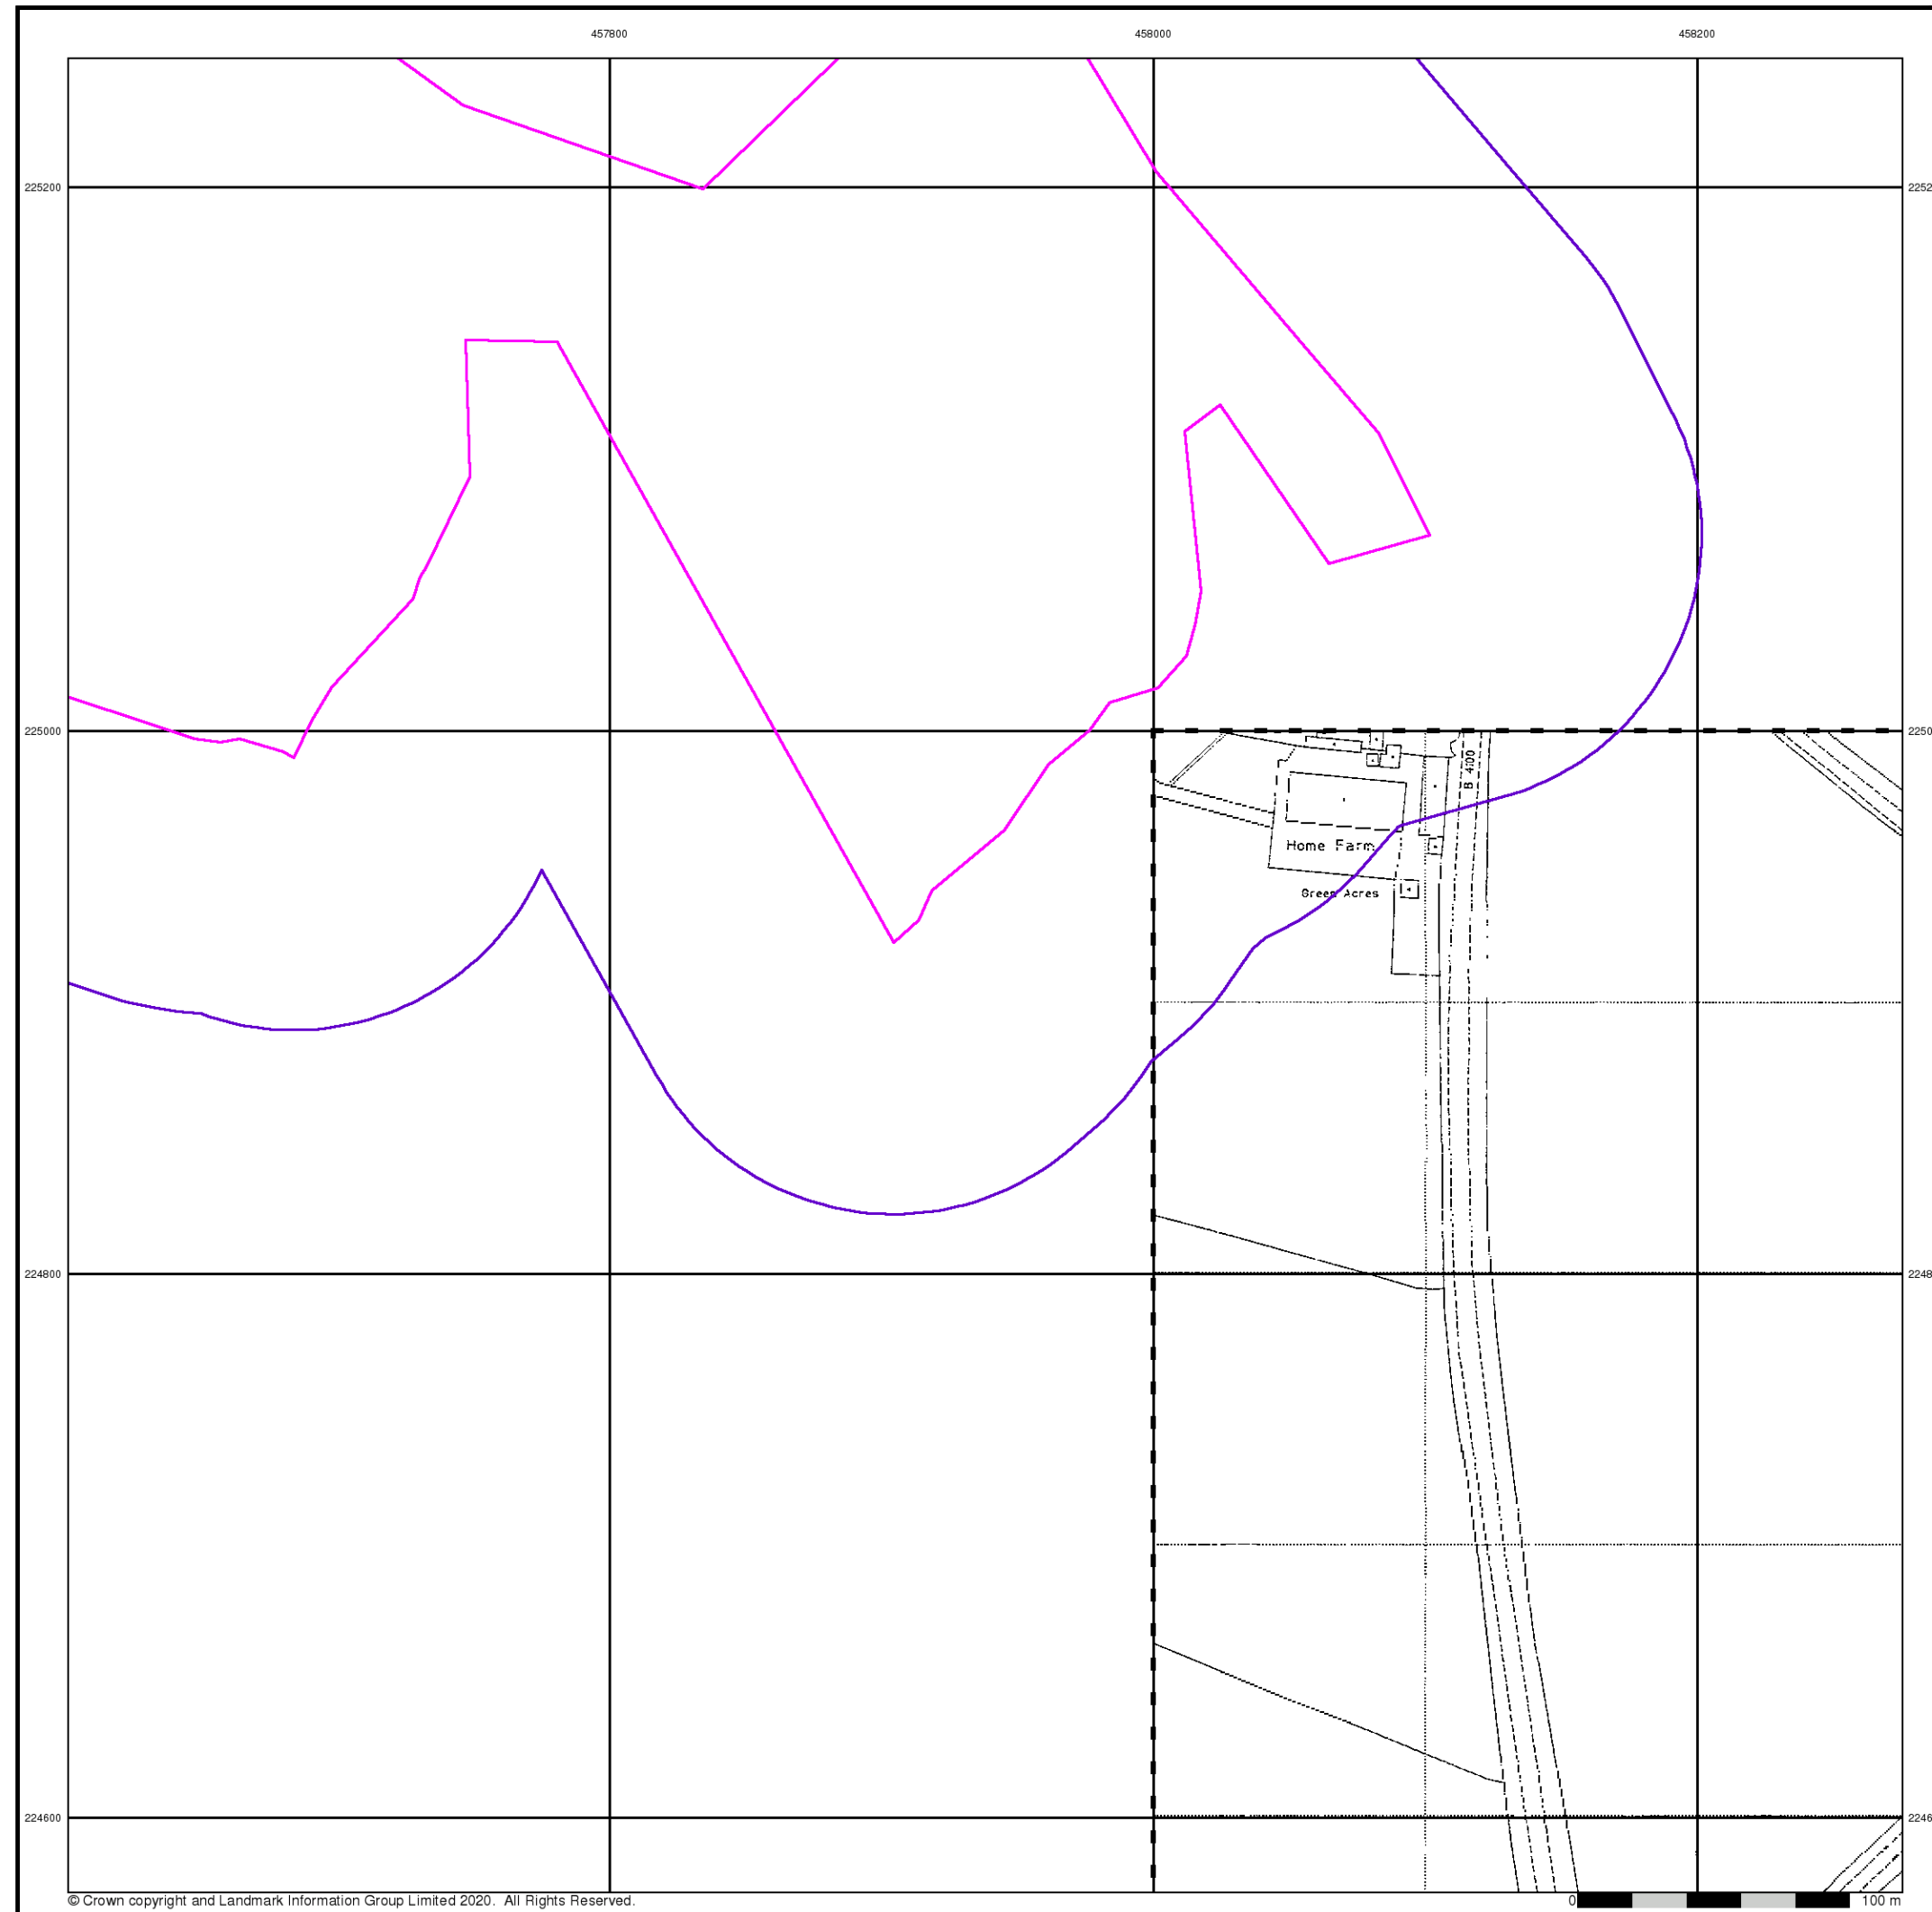 457800 458000 458200
225200 2252
225000 2250
B 4100
Home Farm
Green Acres
224800 2248
224600 2246
© Crown copyright and Landmark Information Group Limited 2020. All Rights Reserved. 0 100 m